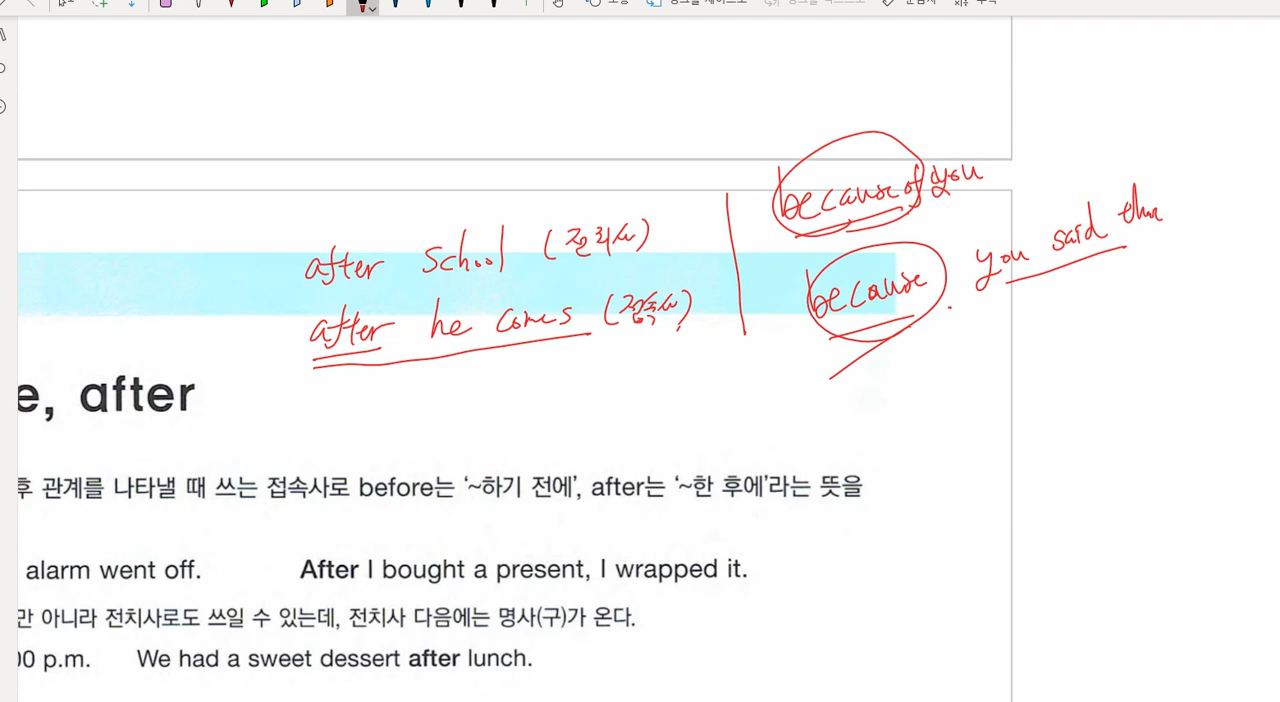 because of you
after school (전치사)
because you said
after he comes (접속사)
e, after
후 관계를 나타낼 때 쓰는 접속사로 before는 ‘~하기 전에’, after는 ‘~한 후에’라는 뜻을
alarm went off. After I bought a present, I wrapped it.
만 아니라 전치사로도 쓰일 수 있는데, 전치사 다음에는 명사(구)가 온다.
00 p.m. We had a sweet dessert after lunch.